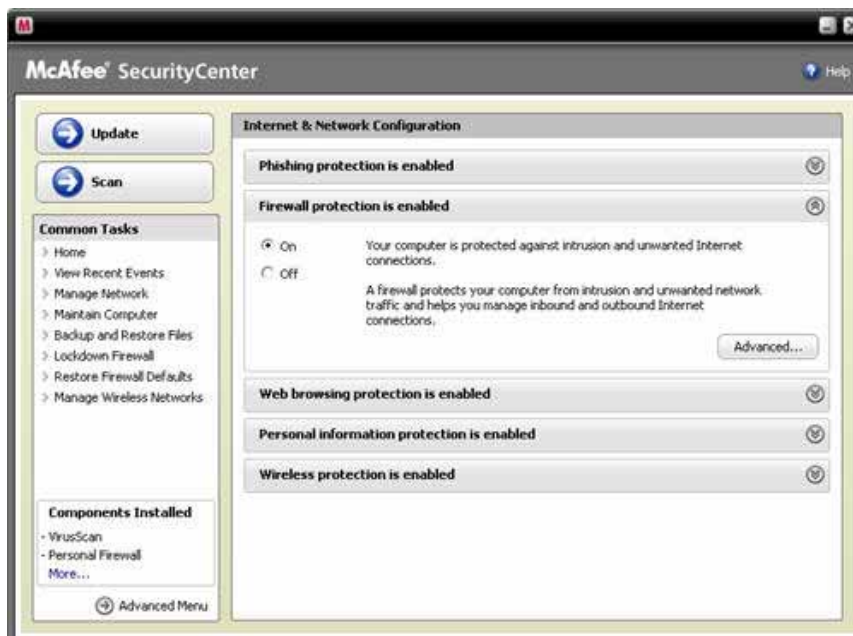 M
McAfee® SecurityCenter
Help
Update
Scan
Common Tasks
Home
View Recent Events
Manage Network
Maintain Computer
Backup and Restore Files
Lockdown Firewall
Restore Firewall Defaults
Manage Wireless Networks
Components Installed
- VirusScan
- Personal Firewall
More...
Advanced Menu
Internet & Network Configuration
Phishing protection is enabled
Firewall protection is enabled
On
Off
Your computer is protected against intrusion and unwanted Internet
connections.
A firewall protects your computer from intrusion and unwanted network
traffic and helps you manage inbound and outbound Internet
connections.
Advanced...
Web browsing protection is enabled
Personal information protection is enabled
Wireless protection is enabled